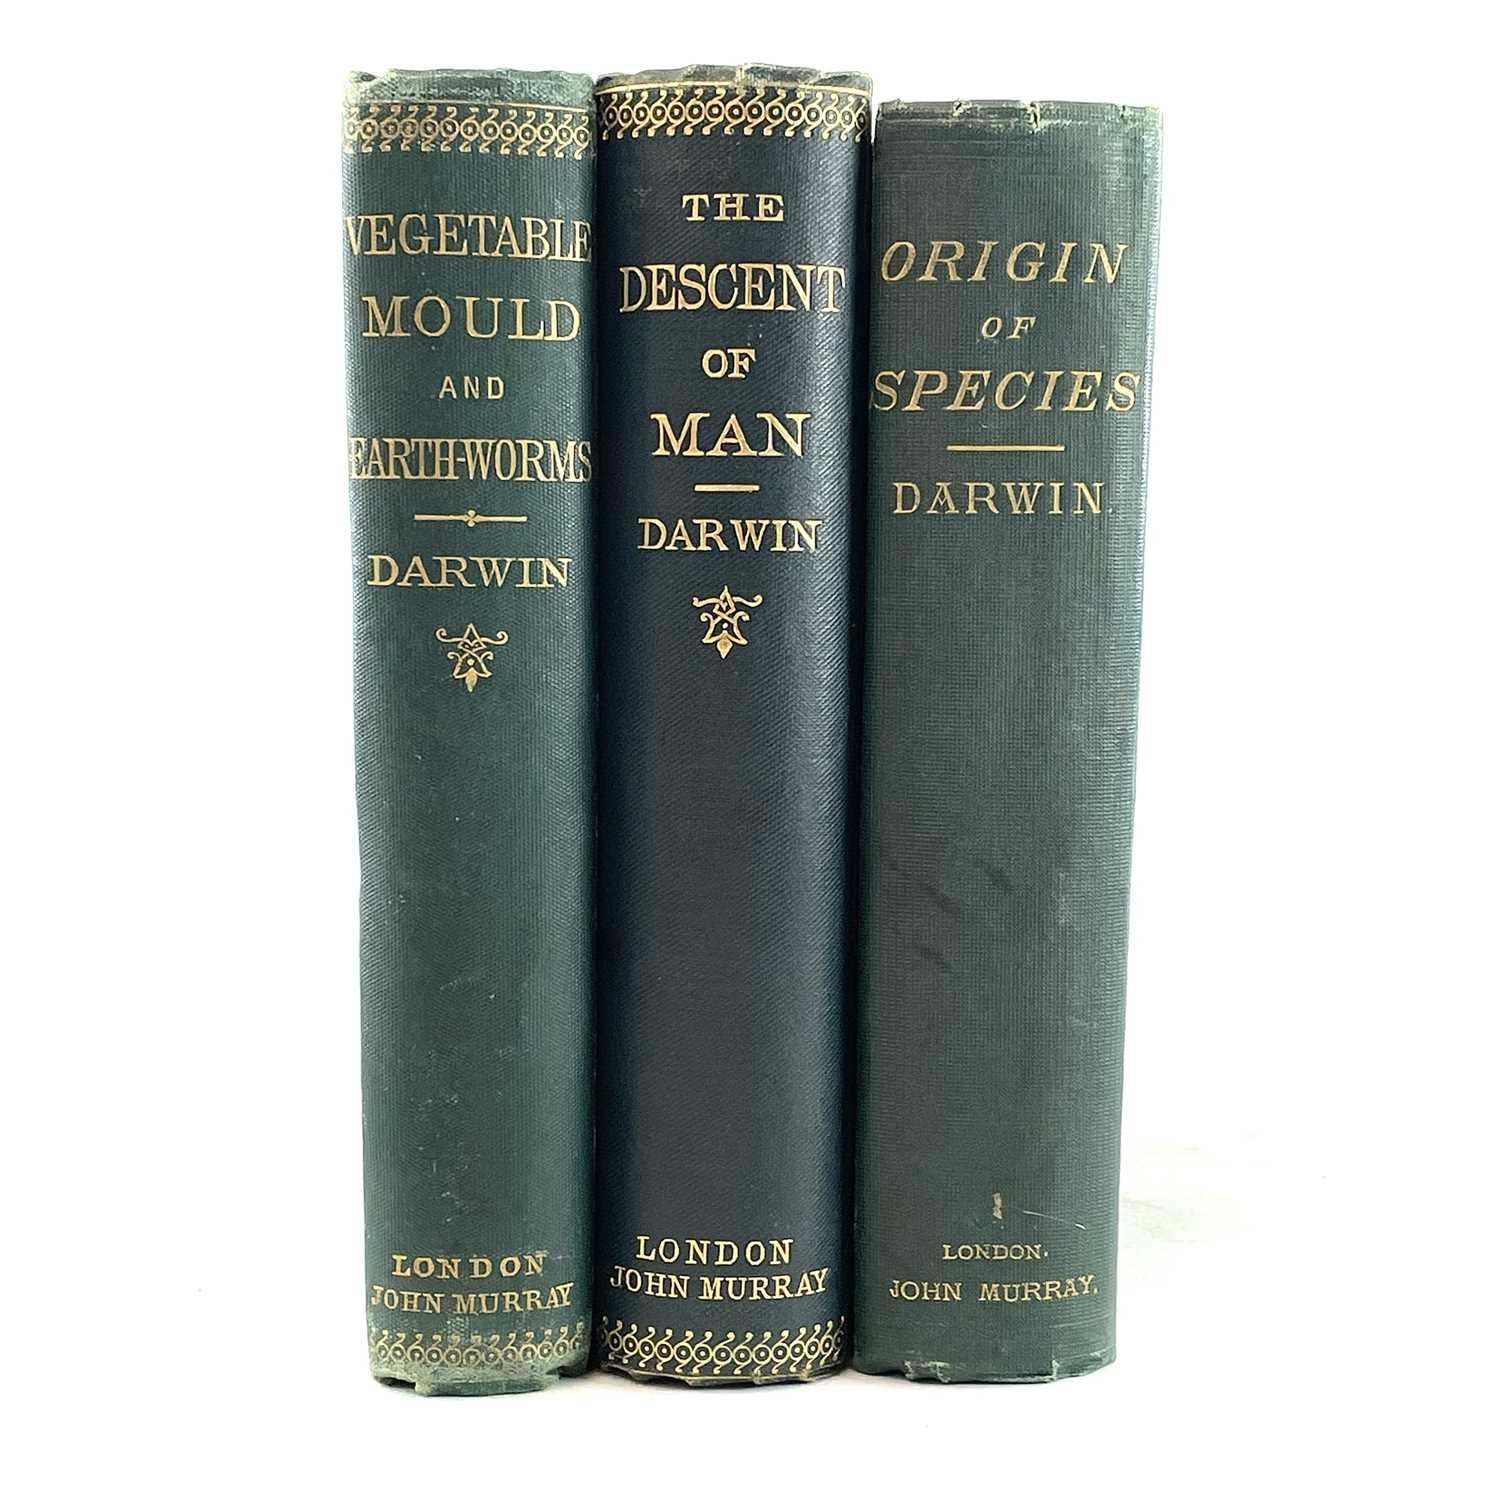 VEGETABLE
MOULD
AND
EARTH-WORMS
DARWIN
LONDON
JOHN MURRAY
THE
DESCENT
OF
MAN
DARWIN
LONDON
JOHN MURRAY
ORIGIN
OF
SPECIES
DARWIN.
LONDON.
JOHN MURRAY.